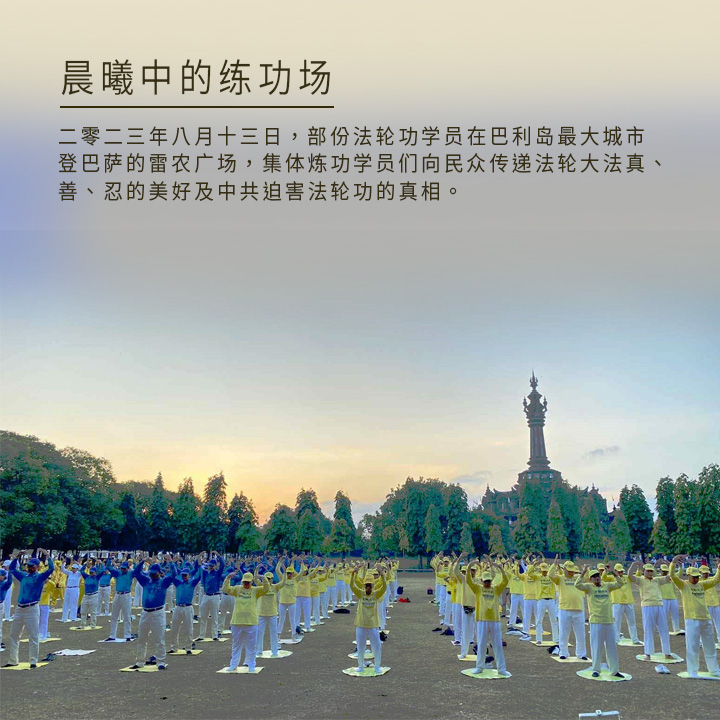 晨曦中的练功场
二零二三年八月十三日，部份法轮功学员在巴利岛最大城市
登巴萨的雷农广场，集体炼功学员们向民众传递法轮大法真、
善、忍的美好及中共迫害法轮功的真相。